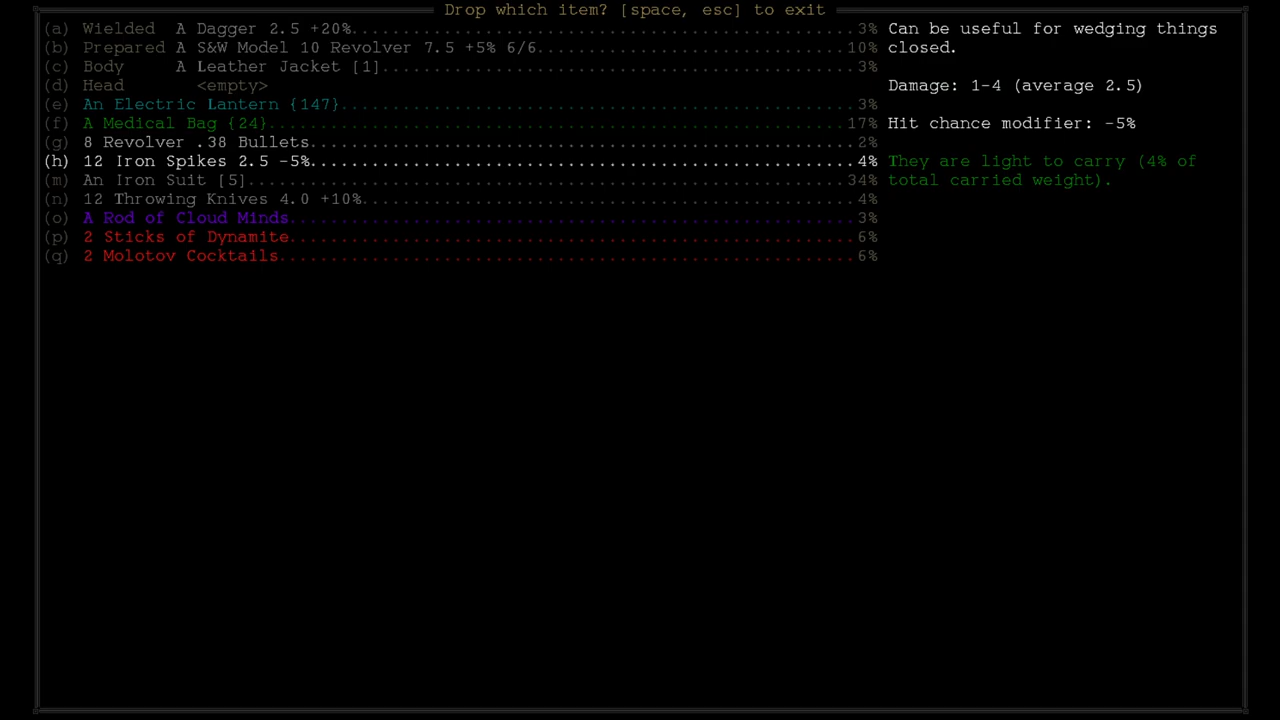 Drop which item? [space, esc] to exit
(a) Wielded A Dagger 2.5 +20%................................................ 3%
(b) Prepared A S&W Model 10 Revolver 7.5 +5% 6/6..............................10%
(c) Body A Leather Jacket [1]............................................. 3%
(d) Head <empty>
(e) An Electric Lantern {147}................................................. 3%
(f) A Medical Bag {24}........................................................17%
(g) 8 Revolver .38 Bullets.................................................... 2%
(h) 12 Iron Spikes 2.5 -5%.................................................... 4%
(m) An Iron Suit [5]..........................................................34%
(n) 12 Throwing Knives 4.0 +10%............................................... 4%
(o) A Rod of Cloud Minds...................................................... 3%
(p) 2 Sticks of Dynamite...................................................... 6%
(q) 2 Molotov Cocktails....................................................... 6%
Can be useful for wedging things
closed.
Damage: 1-4 (average 2.5)
Hit chance modifier: -5%
They are light to carry (4% of
total carried weight).